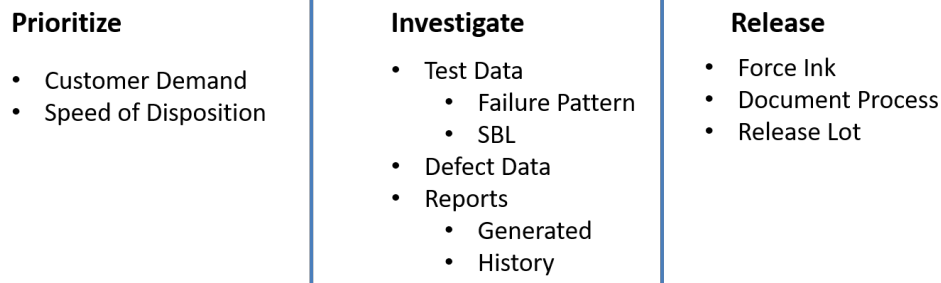 Prioritize
• Customer Demand
• Speed of Disposition
Investigate
• Test Data
• Failure Pattern
• SBL
• Defect Data
• Reports
• Generated
• History
Release
• Force Ink
• Document Process
• Release Lot